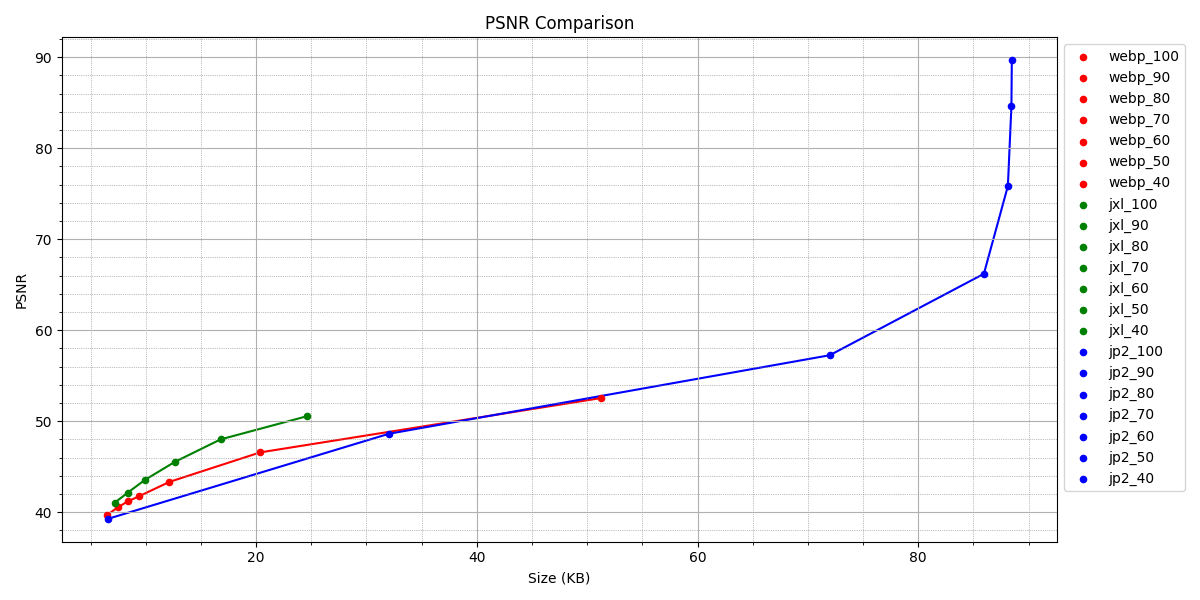 PSNR Comparison
PSNR
90
80
70
60
50
40
20
40
60
80
Size (KB)
webp_100
webp_90
webp_80
webp_70
webp_60
webp_50
webp_40
jxl_100
jxl_90
jxl_80
jxl_70
jxl_60
jxl_50
jxl_40
jp2_100
jp2_90
jp2_80
jp2_70
jp2_60
jp2_50
jp2_40